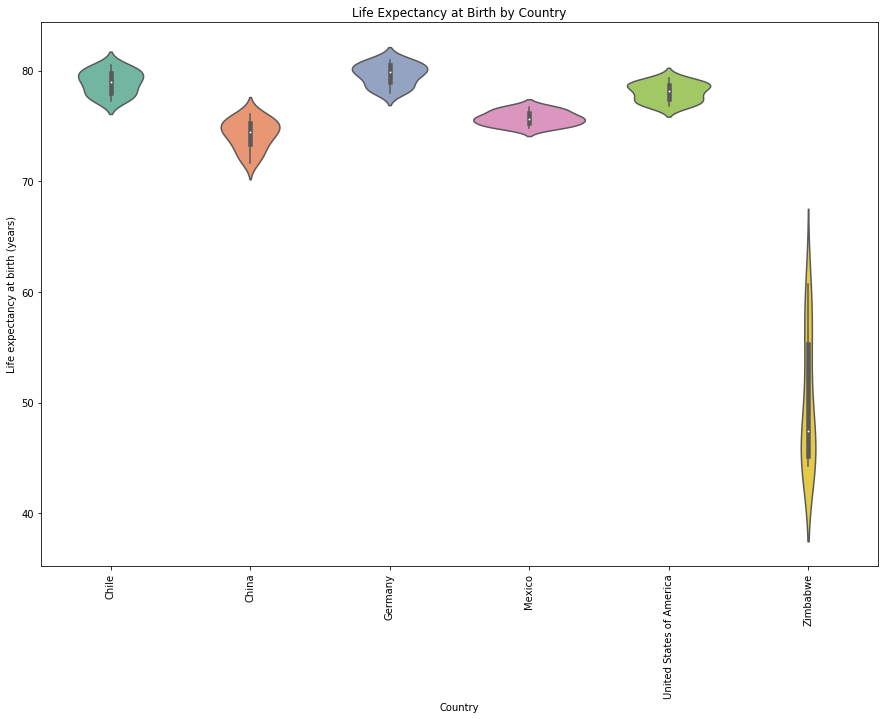 Life Expectancy at Birth by Country
Life expectancy at birth (years)
80
70
60
50
40
Chile
China
Germany
Mexico
United States of America
Zimbabwe
Country